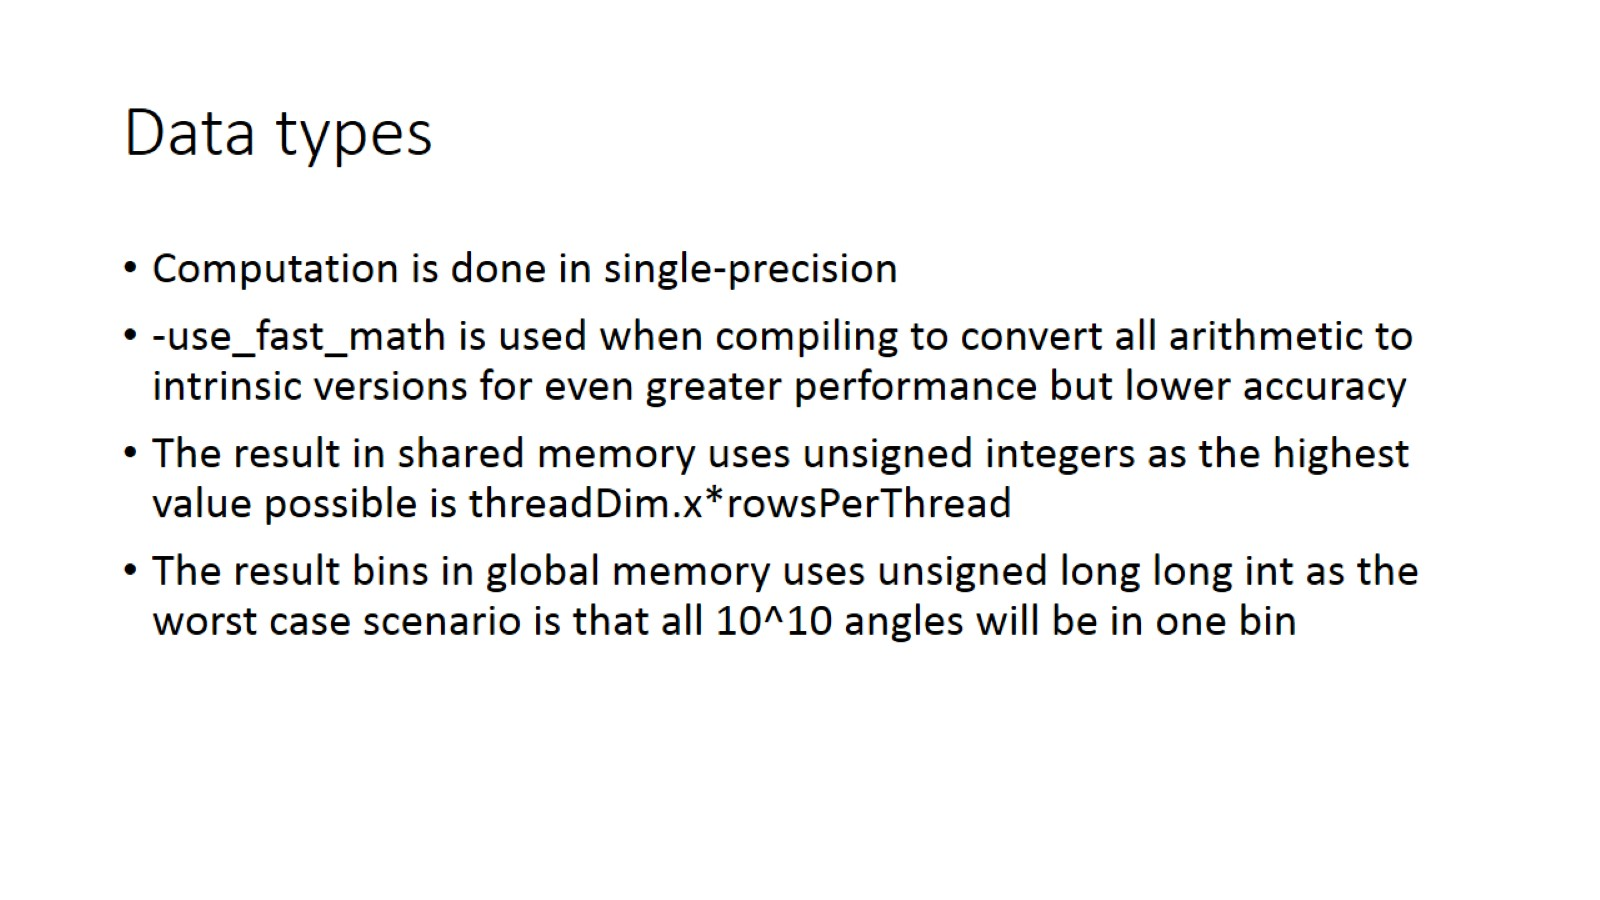 Data types
• Computation is done in single-precision
• -use_fast_math is used when compiling to convert all arithmetic to
intrinsic versions for even greater performance but lower accuracy
• The result in shared memory uses unsigned integers as the highest
value possible is threadDim.x*rowsPerThread
• The result bins in global memory uses unsigned long long int as the
worst case scenario is that all 10^10 angles will be in one bin